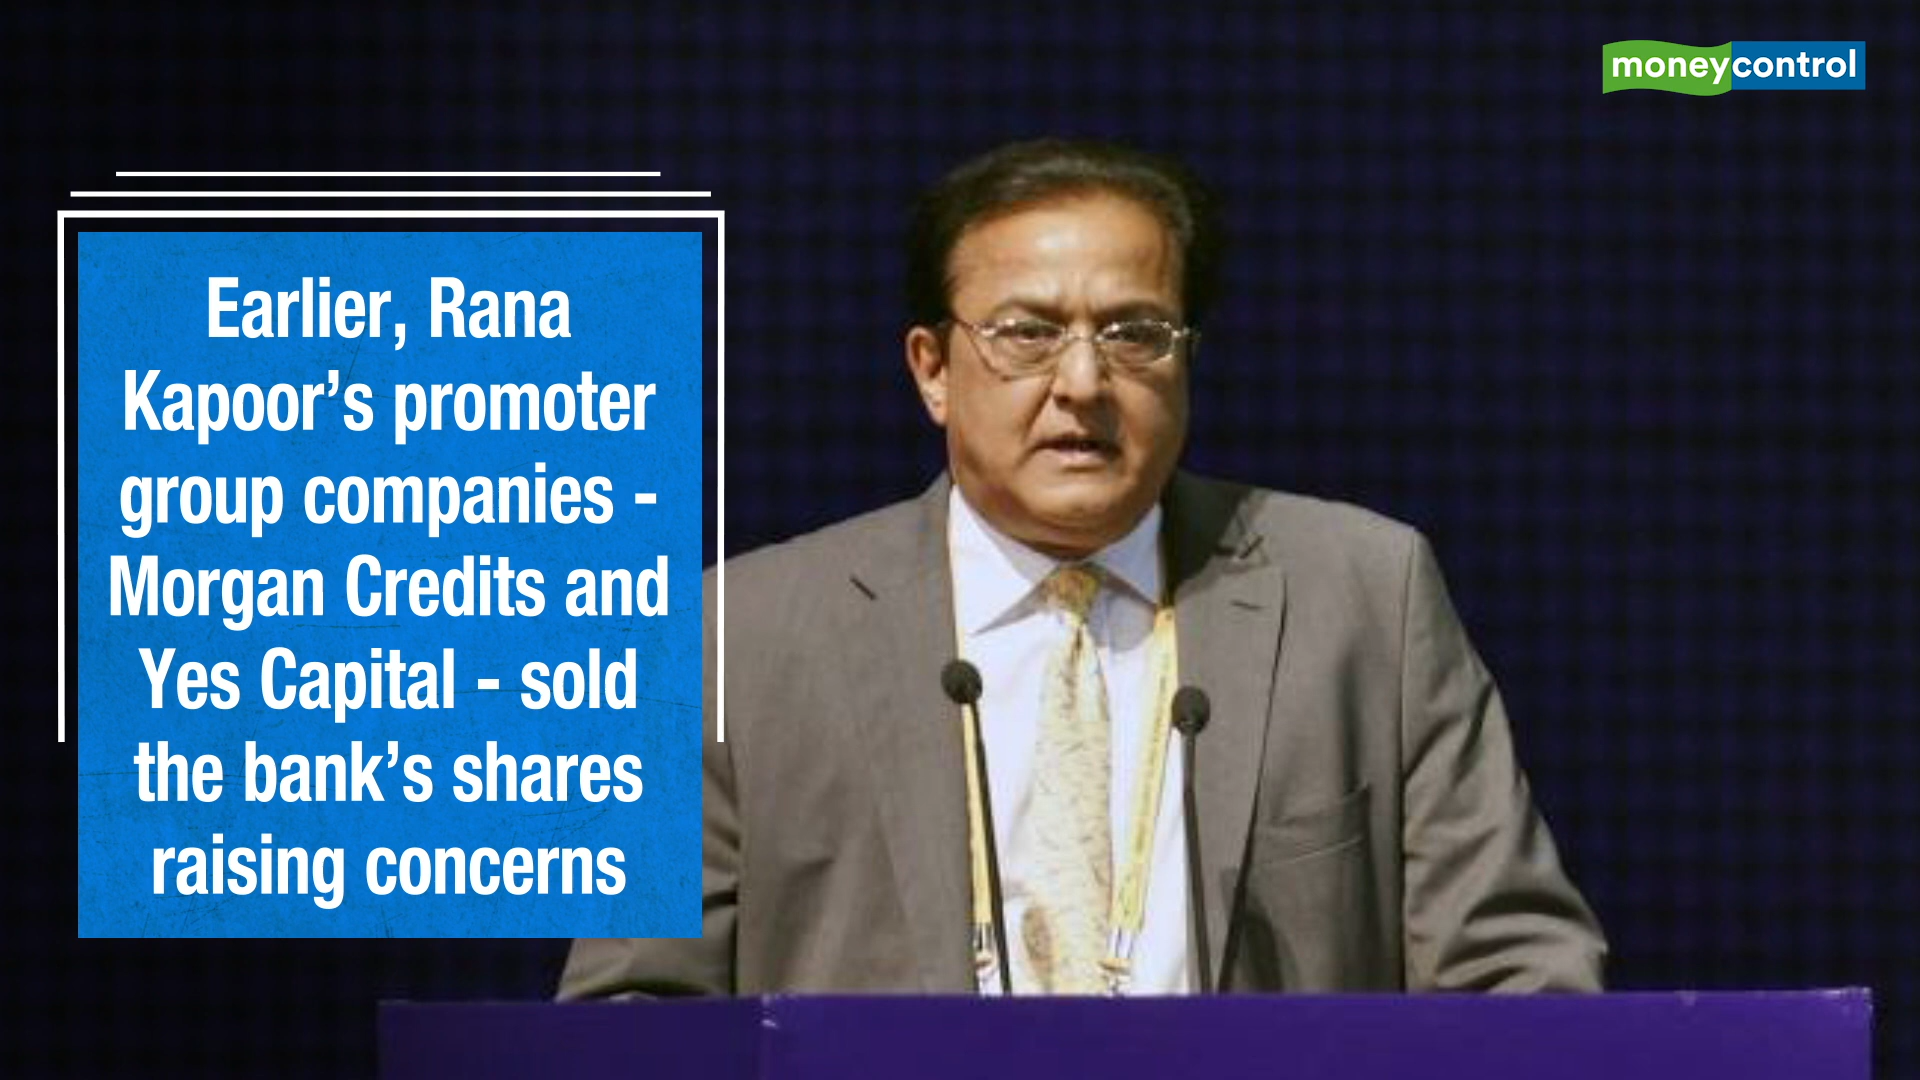 moneycontrol
Earlier, Rana
Kapoor’s promoter
group companies -
Morgan Credits and
Yes Capital - sold
the bank’s shares
raising concerns